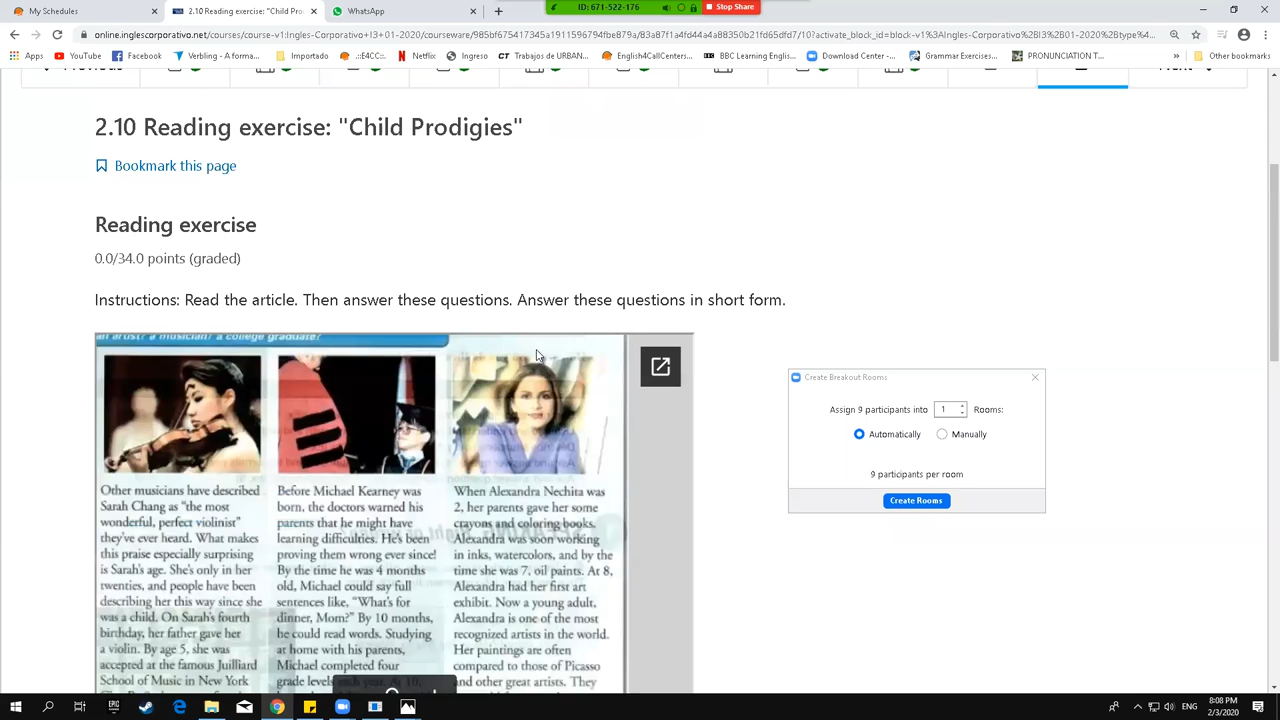 My Schedules
2.10 Reading exercise: "Child Pro
WhatsApp
ID: 671-522-176
Stop Share
online.inglescorporativo.net/courses/course-v1:Ingles-Corporativo+I3+01-2020/courseware/985bf675417345a1911596794fbe879a/83a87f1a4fd44a4a88350b21fd65dfd7/10?activate_block_id=block-v1%3AIngles-Corporativo%2BI3%2B01-2020%2Btype%4...
Apps
YouTube
Facebook
Verbling - A forma...
Importado
.::E4CC::.
Netflix
Ingreso
CT Trabajos de URBAN...
English4CallCenters...
BBC BBC Learning Englis...
Download Center -...
Grammar Exercises...
PRONUNCIATION T...
»
Other bookmarks
2.10 Reading exercise: "Child Prodigies"
Bookmark this page
Reading exercise
0.0/34.0 points (graded)
Instructions: Read the article. Then answer these questions. Answer these questions in short form.
an artist? a musician? a college graduate?
Other musicians have described
Sarah Chang as "the most
wonderful, perfect violinist"
they've ever heard. What makes
this praise especially surprising
is Sarah's age. She's only in her
twenties, and people have been
describing her this way since she
was a child. On Sarah's fourth
birthday, her father gave her
a violin. By age 5, she was
accepted at the famous Juilliard
School of Music in New York
Before Michael Kearney was
born, the doctors warned his
parents that he might have
learning difficulties. He's been
proving them wrong ever since!
By the time he was 4 months
old, Michael could say full
sentences like, "What's for
dinner, Mom?" By 10 months,
he could read words. Studying
at home with his parents,
Michael completed four
grade levels each year. At 10,
When Alexandra Nechita was
2, her parents gave her some
crayons and coloring books.
Alexandra was soon working
in inks, watercolors, and by the
time she was 7, oil paints. At 8,
Alexandra had her first art
exhibit. Now a young adult,
Alexandra is one of the most
recognized artists in the world.
Her paintings are often
compared to those of Picasso
and other great artists. They
Create Breakout Rooms
Assign 9 participants into 1 Rooms:
Automatically
Manually
9 participants per room
Create Rooms
EPIC
ENG
8:08 PM
2/3/2020